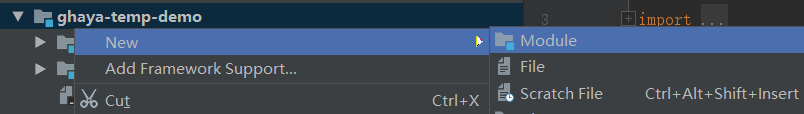 ghaya-temp-demo
3 import ...
New
Module
Add Framework Support...
File
Cut Ctrl+X
Scratch File Ctrl+Alt+Shift+Insert